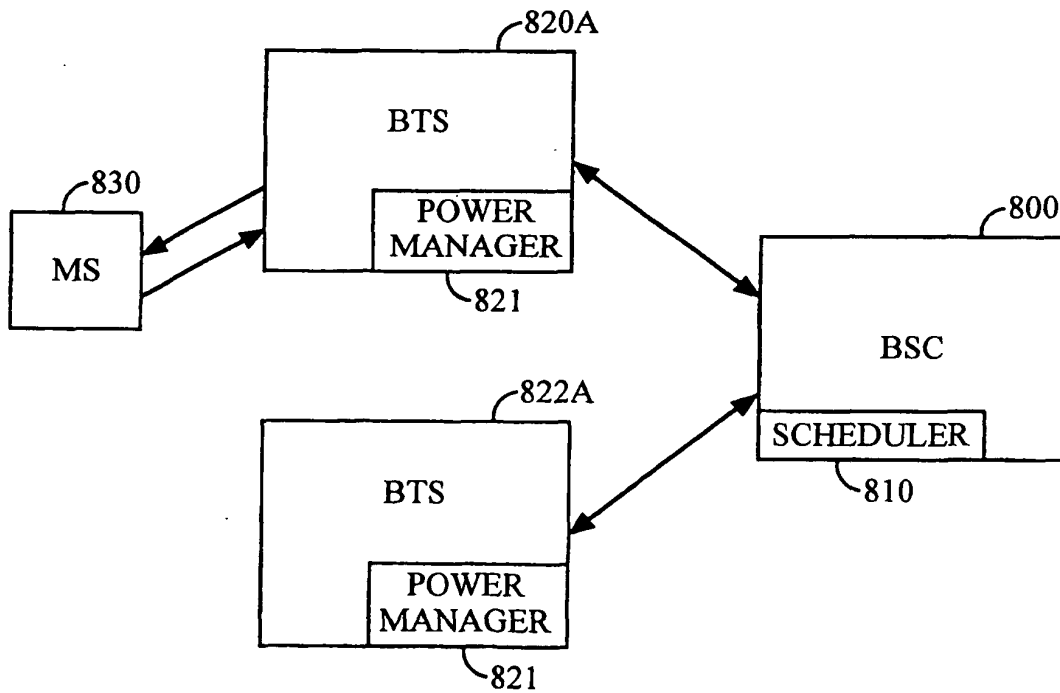 820A
BTS
POWER
MANAGER
821
830
MS
800
BSC
SCHEDULER
810
822A
BTS
POWER
MANAGER
821